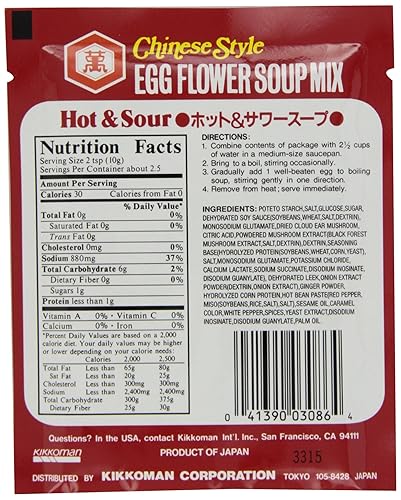 Chinese Style
萬
EGG FLOWER SOUP MIX
Hot & Sour ●ホット&サワースープ●
Nutrition Facts
Serving Size 2 tsp (10g)
Servings Per Container about 2.5
Amount Per Serving
Calories 30 Calories from Fat 0
% Daily Value*
Total Fat 0g 0%
Saturated Fat 0g 0%
Trans Fat 0g
Cholesterol 0mg 0%
Sodium 880mg 37%
Total Carbohydrate 6g 2%
Dietary Fiber 0g 0%
Sugars 1g
Protein less than 1g
Vitamin A 0% • Vitamin C 0%
Calcium 0% • Iron 0%
*Percent Daily Values are based on a 2,000
calorie diet. Your daily values may be higher
or lower depending on your calorie needs:
Calories 2,000 2,500
Total Fat Less than 65g 80g
Sat Fat Less than 20g 25g
Cholesterol Less than 300mg 300mg
Sodium Less than 2,400mg 2,400mg
Total Carbohydrate 300g 375g
Dietary Fiber 25g 30g
DIRECTIONS:
1. Combine contents of package with 2½ cups
of water in a medium-size saucepan.
2. Bring to a boil, stirring occasionally.
3. Gradually add 1 well-beaten egg to boiling
soup, stirring gently in one direction.
4. Remove from heat; serve immediately.
INGREDIENTS: POTETO STARCH,SALT,GLUCOSE,SUGAR,
DEHYDRATED SOY SAUCE(SOYBEANS,WHEAT,SALT,DEXTRIN),
MONOSODIUM GLUTAMATE, DRIED CLOUD EAR MUSHROOM,
CITRIC ACID,POWDERED MUSHROOM EXTRACT(BLACK FOREST
MUSHROOM EXTRACT,SALT,DEXTRIN),DEXTRIN,SEASONING
BASE(HYDROLYZED PROTEIN(SOYBEANS,WHEAT,CORN,YEAST),
SALT,MONOSODIUM GLUTAMATE, POTASSIUM CHLORIDE,
CALCIUM LACTATE,SODIUM SUCCINATE, DISODIUM INOSINATE,
DISODIUM GUANYLATE), DEHYDRATED LEEK,ONION EXTRACT
POWDER(DEXTRIN,ONION EXTRACT), GINGER POWDER,
HYDROLYZED CORN PROTEIN,HOT BEAN PASTE(RED PEPPER,
MISO(SOYBEANS,RICE,SALT),SALT), SESAME OIL,CARAMEL
COLOR,WHITE PEPPER,SPICES,YEAST EXTRACT,DISODIUM
INOSINATE,DISODIUM GUANYLATE,PALM OIL.
0 41390 03086 4
3315
Questions? In the USA, contact Kikkoman Int'l Inc., San Francisco, CA 94111
PRODUCT OF JAPAN
KIKKOMAN
DISTRIBUTED BY KIKKOMAN CORPORATION TOKYO 105-8428 JAPAN